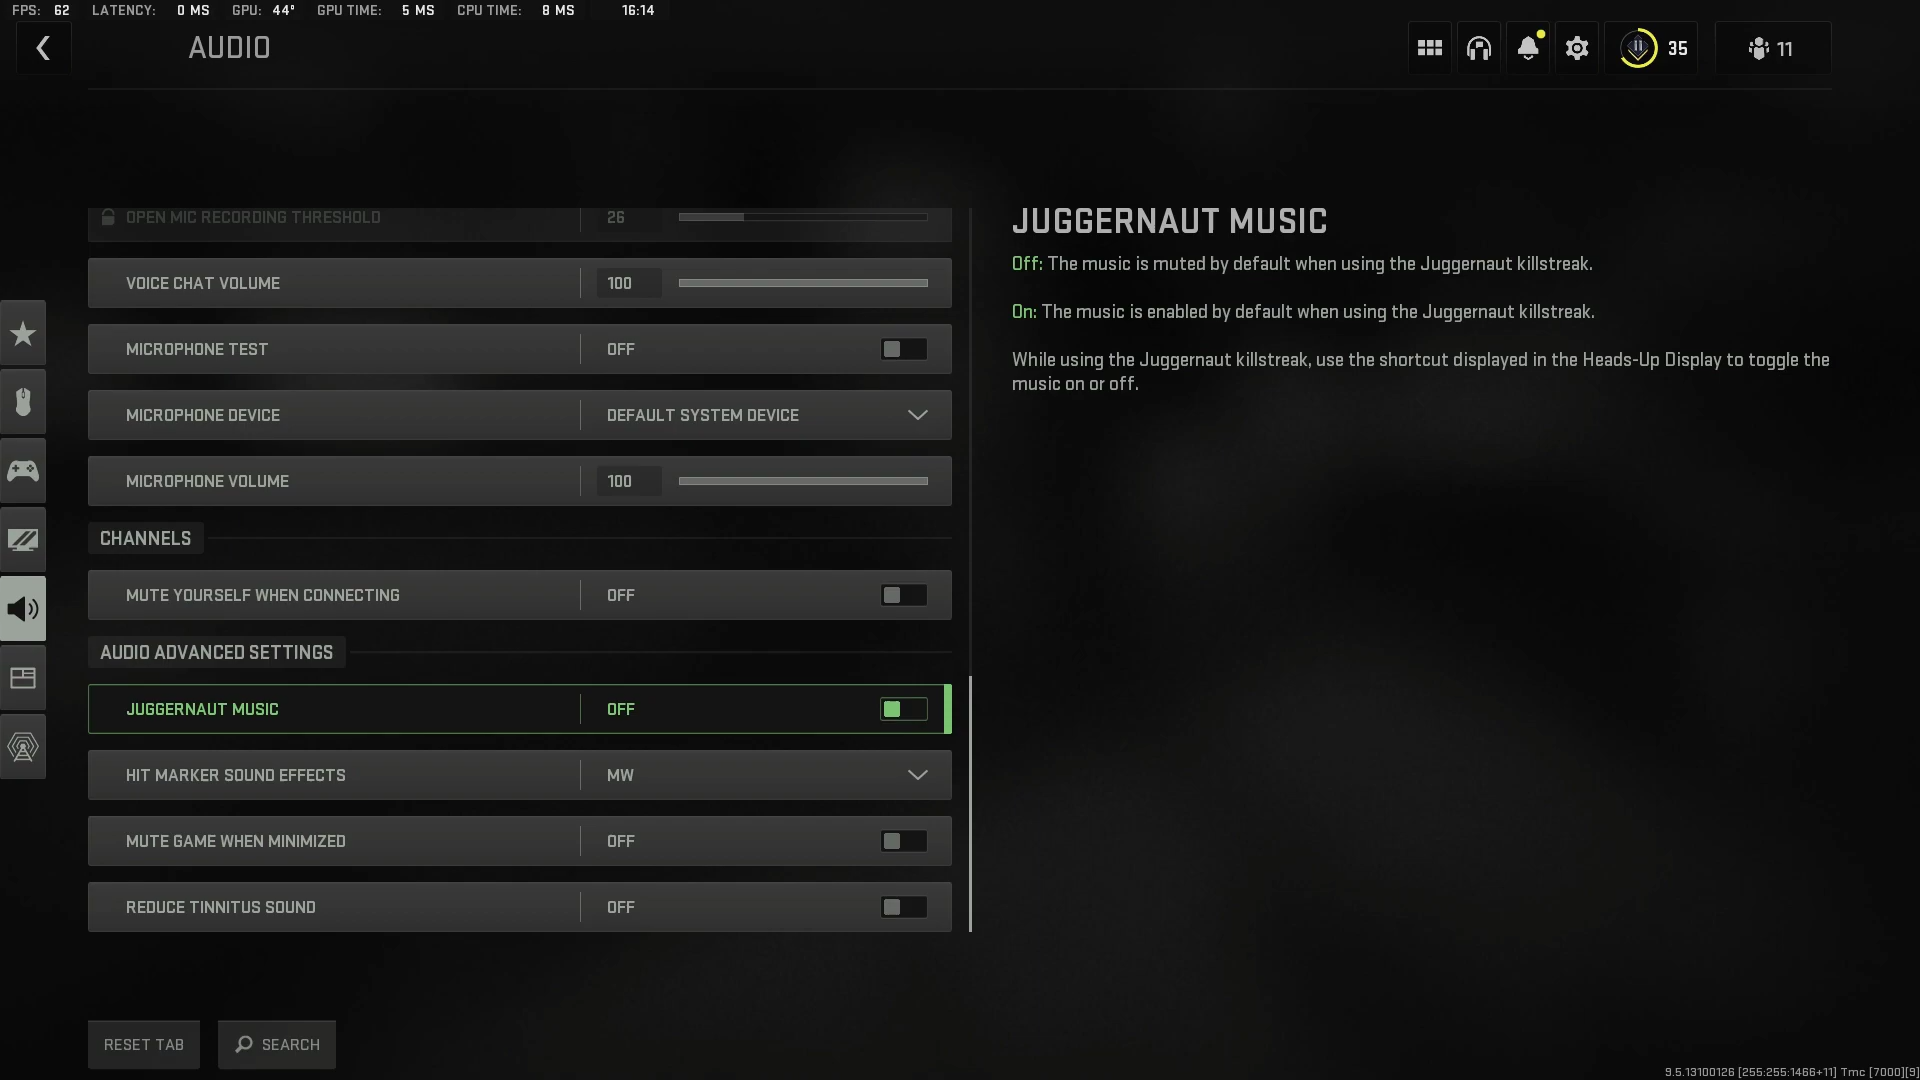 FPS: 62 LATENCY: 0 MS GPU: 44° GPU TIME: 5 MS CPU TIME: 8 MS 16:14
AUDIO
35
11
OPEN MIC RECORDING THRESHOLD 26
VOICE CHAT VOLUME 100
MICROPHONE TEST OFF
MICROPHONE DEVICE DEFAULT SYSTEM DEVICE
MICROPHONE VOLUME 100
CHANNELS
MUTE YOURSELF WHEN CONNECTING OFF
AUDIO ADVANCED SETTINGS
JUGGERNAUT MUSIC OFF
HIT MARKER SOUND EFFECTS MW
MUTE GAME WHEN MINIMIZED OFF
REDUCE TINNITUS SOUND OFF
JUGGERNAUT MUSIC
Off: The music is muted by default when using the Juggernaut killstreak.
On: The music is enabled by default when using the Juggernaut killstreak.
While using the Juggernaut killstreak, use the shortcut displayed in the Heads-Up Display to toggle the
music on or off.
RESET TAB
SEARCH
9.5.13100126 [255:255:1466+11] Tmc [7000][9]